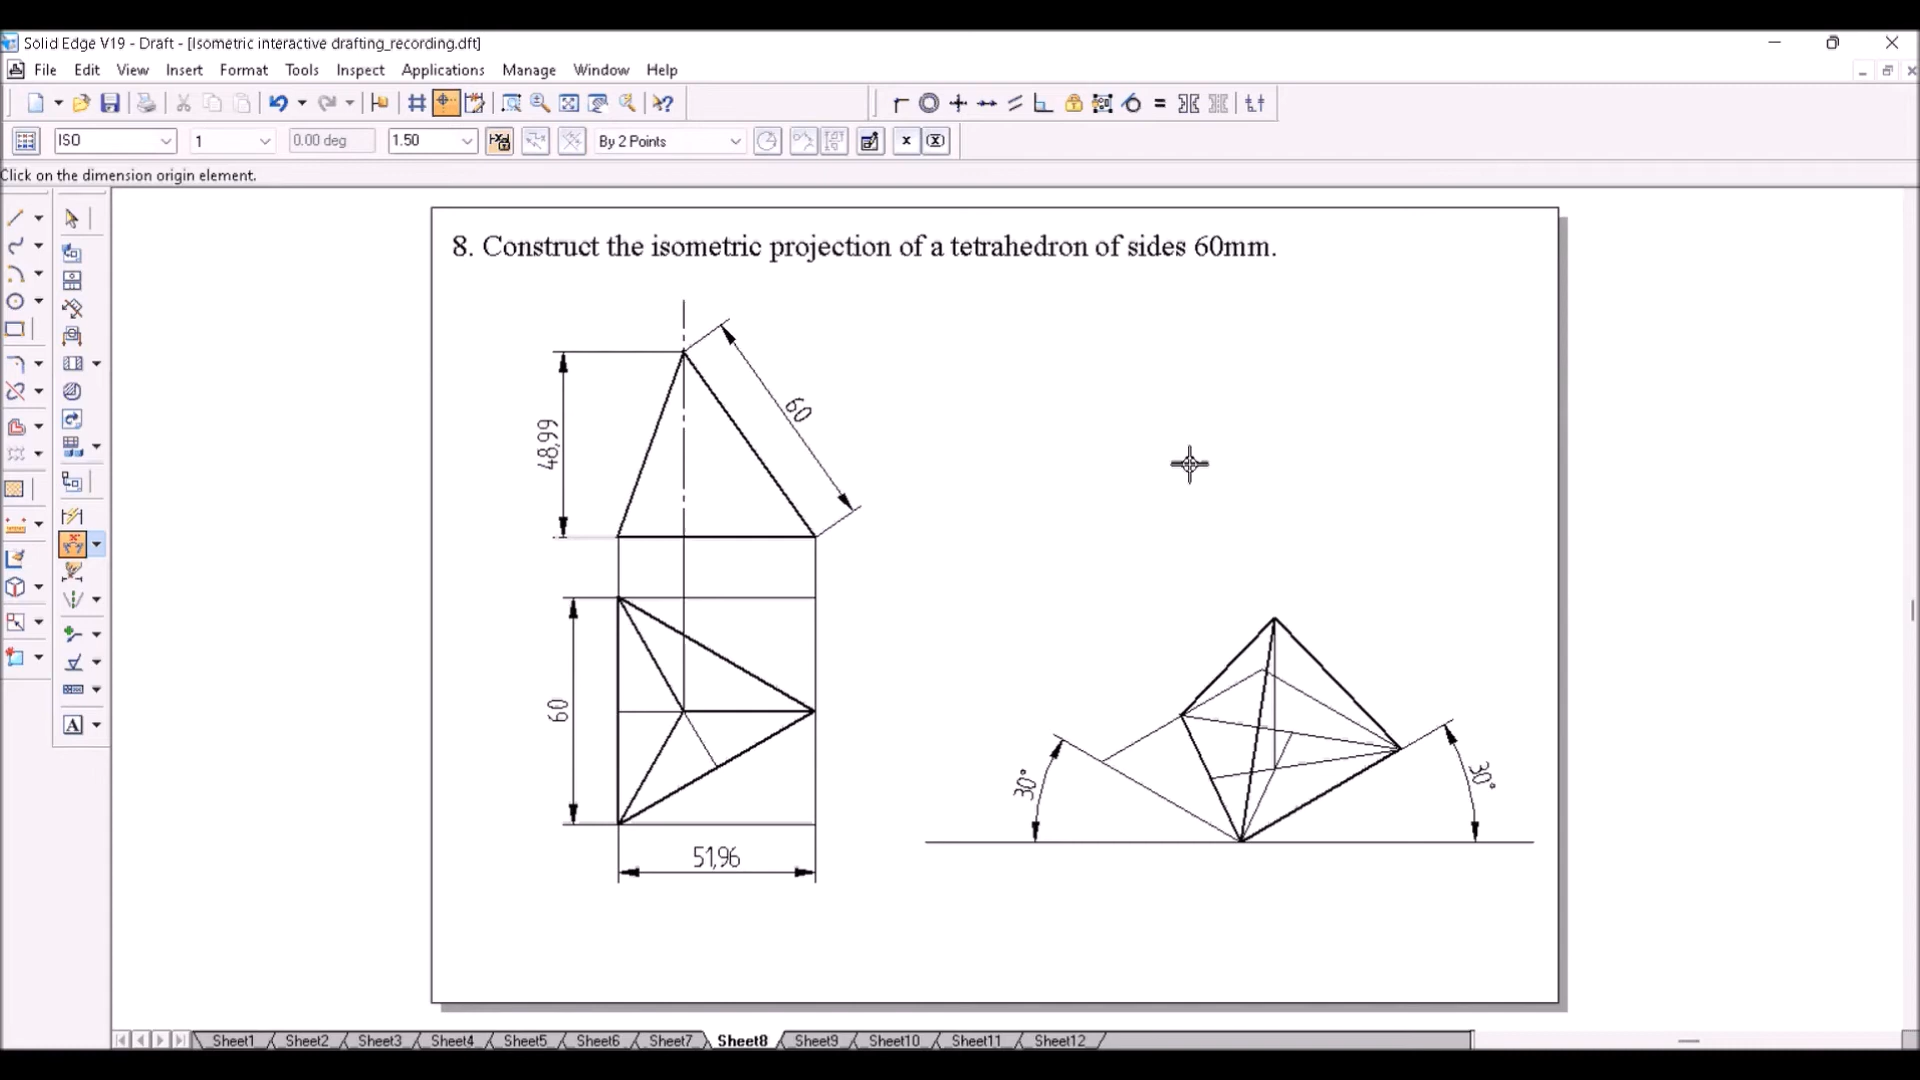 Solid Edge V19 - Draft - [Isometric interactive drafting_recording.dft]
File Edit View Insert Format Tools Inspect Applications Manage Window Help
ISO 1 0.00 deg 1.50 By 2 Points
Click on the dimension origin element.
8. Construct the isometric projection of a tetrahedron of sides 60mm.
60
48,99
60
51,96
30°
30°
A
Sheet1 Sheet2 Sheet3 Sheet4 Sheet5 Sheet6 Sheet7 Sheet8 Sheet9 Sheet10 Sheet11 Sheet12